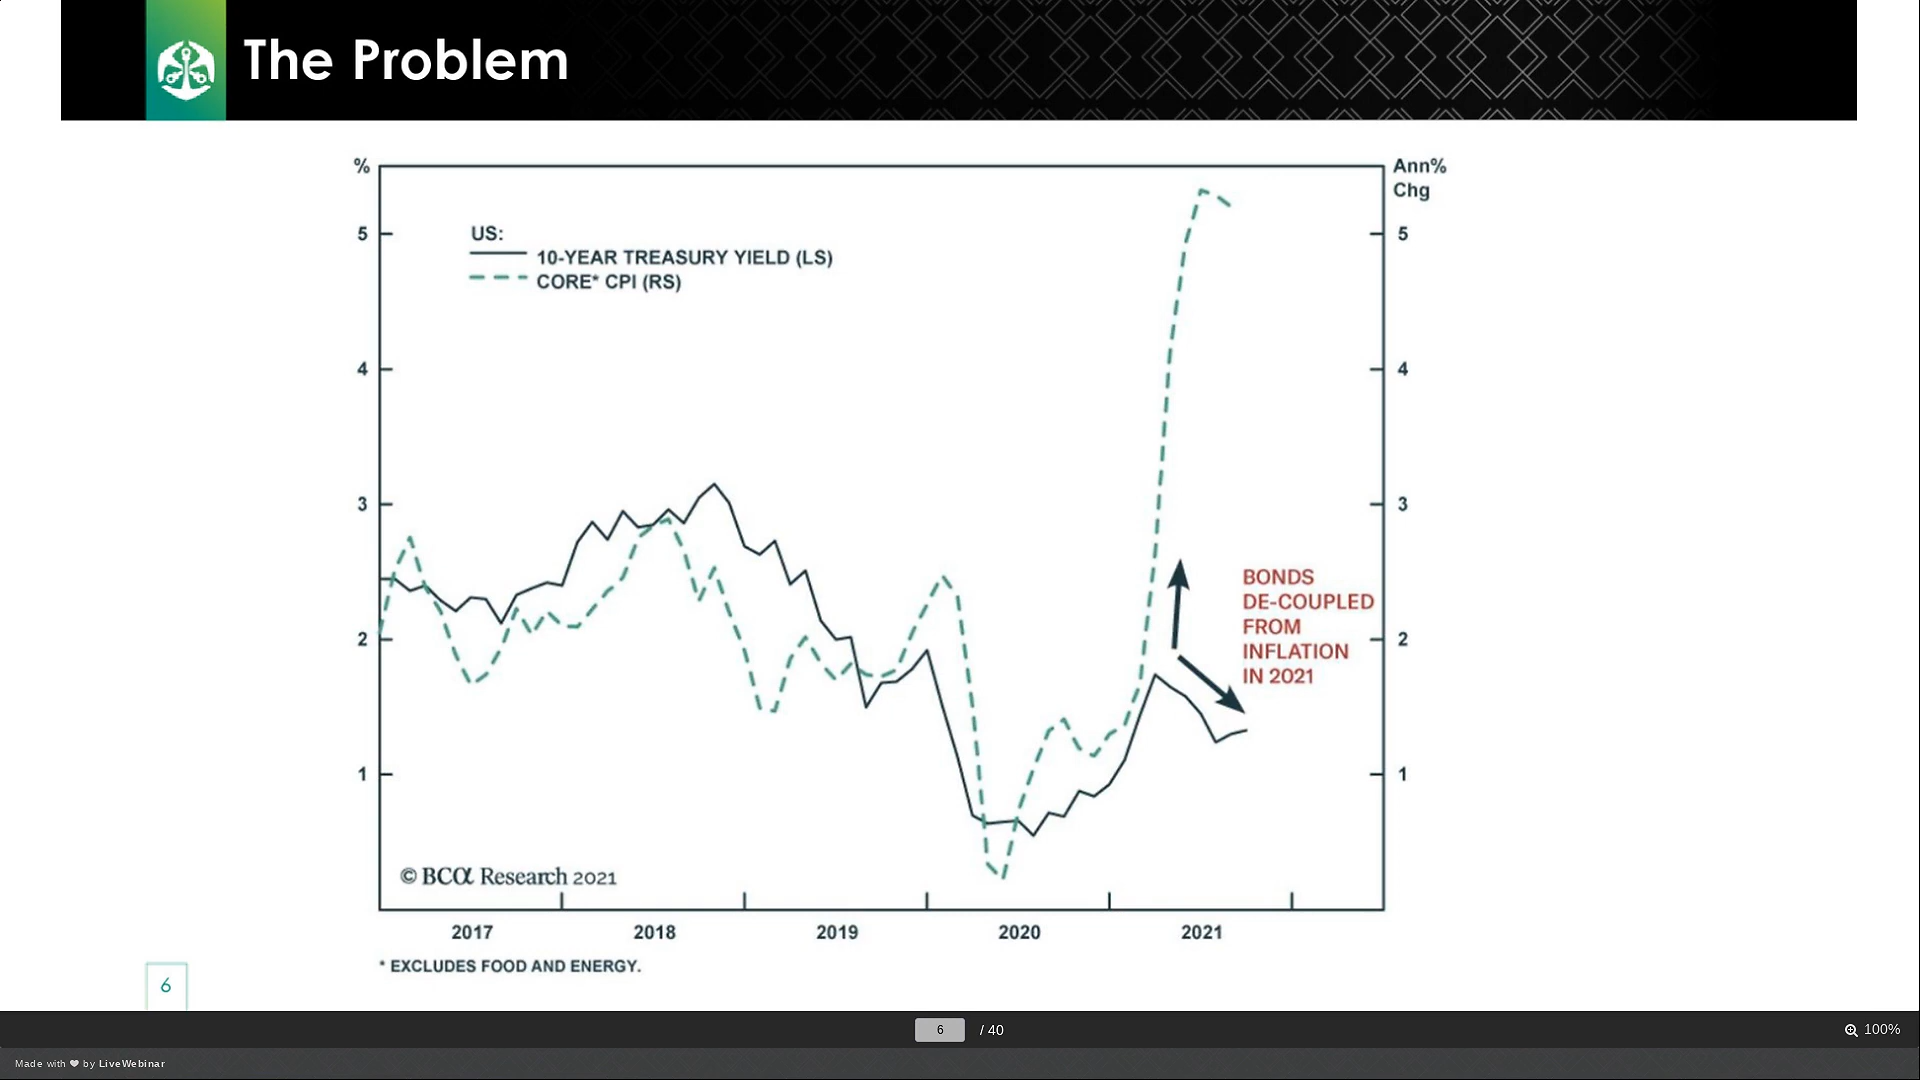 The Problem
%
Ann%
Chg
5
4
3
2
1
US:
10-YEAR TREASURY YIELD (LS)
CORE* CPI (RS)
5
4
3
2
1
BONDS
DE-COUPLED
FROM
INFLATION
IN 2021
© BCα Research 2021
2017 2018 2019 2020 2021
* EXCLUDES FOOD AND ENERGY.
6
6 / 40
100%
Made with ❤ by LiveWebinar